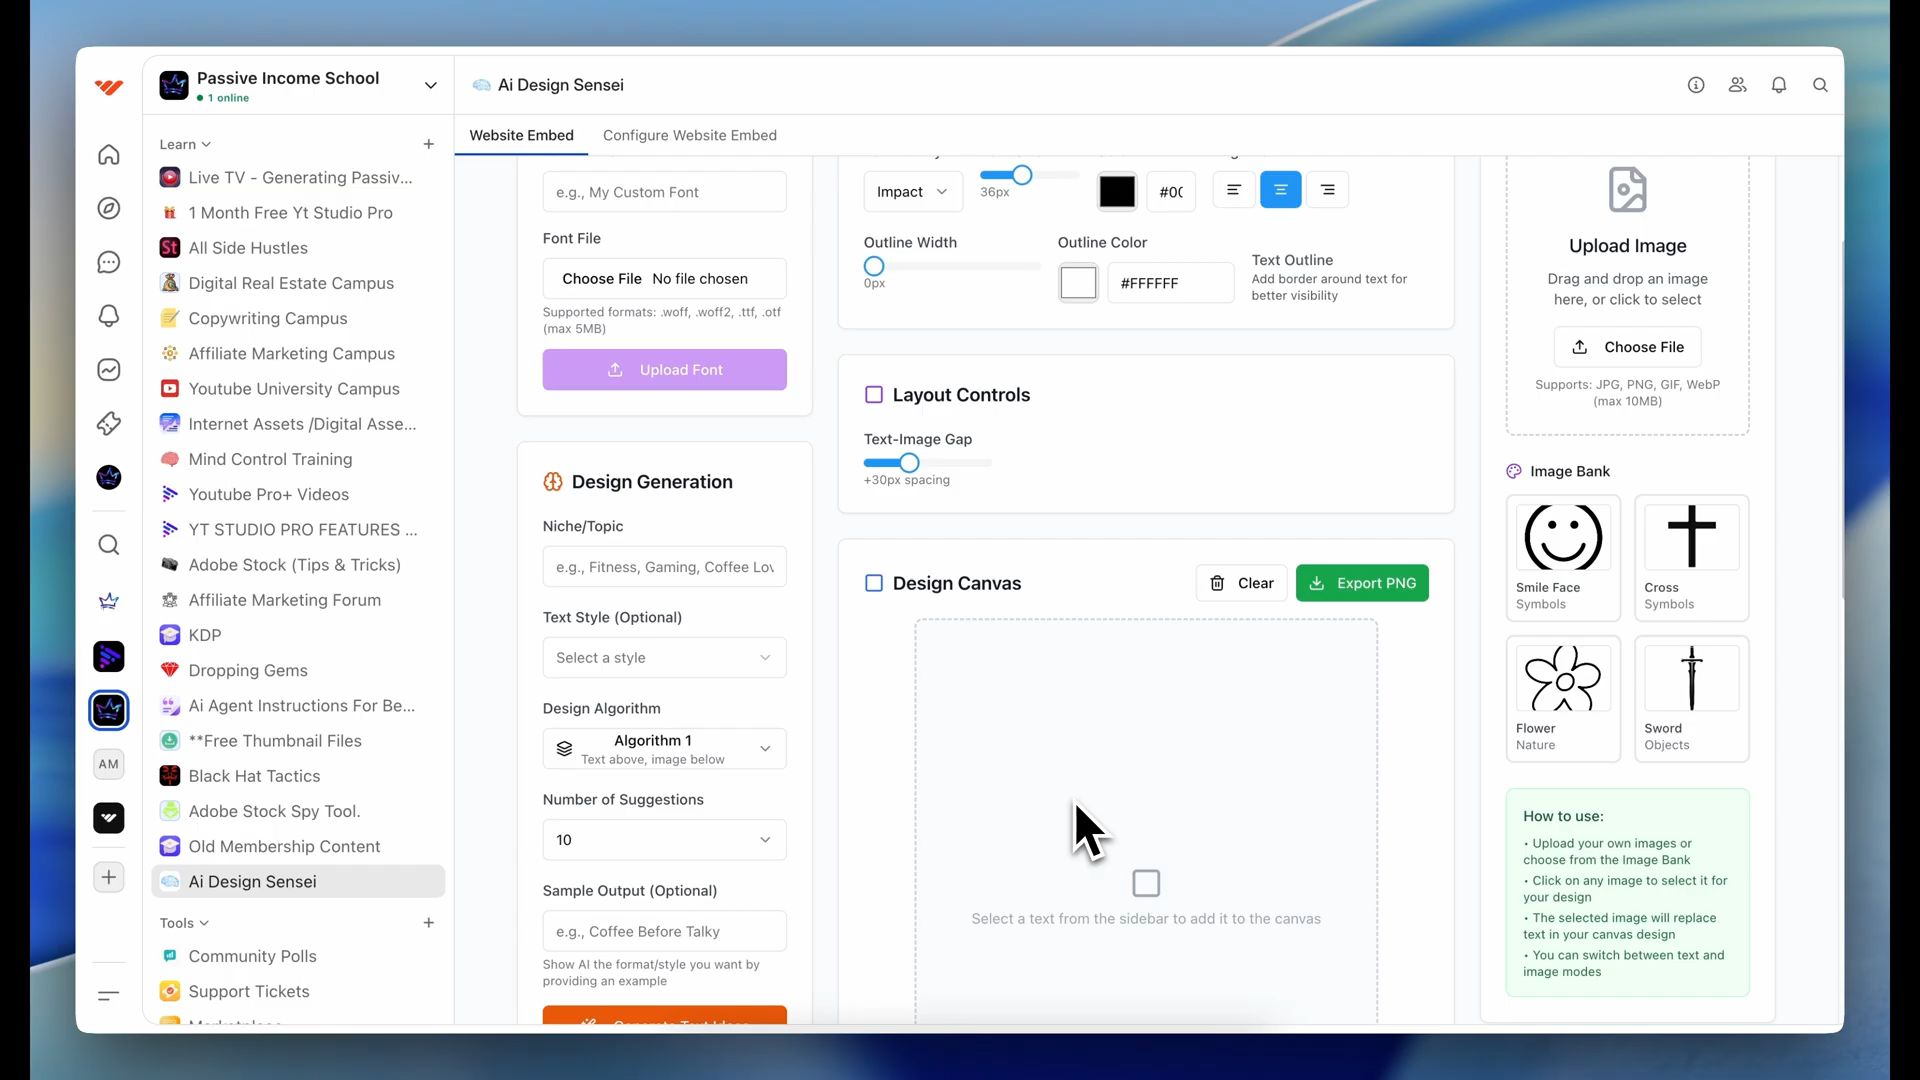 Passive Income School
1 online
Learn
Live TV - Generating Passiv...
1 Month Free Yt Studio Pro
All Side Hustles
Digital Real Estate Campus
Copywriting Campus
Affiliate Marketing Campus
Youtube University Campus
Internet Assets /Digital Asse...
Mind Control Training
Youtube Pro+ Videos
YT STUDIO PRO FEATURES ...
Adobe Stock (Tips & Tricks)
Affiliate Marketing Forum
KDP
Dropping Gems
Ai Agent Instructions For Be...
**Free Thumbnail Files
Black Hat Tactics
Adobe Stock Spy Tool.
Old Membership Content
Ai Design Sensei
Tools
Community Polls
Support Tickets
AM
St
Ai Design Sensei
Website Embed
Configure Website Embed
e.g., My Custom Font
Font File
Choose File No file chosen
Supported formats: .woff, .woff2, .ttf, .otf
(max 5MB)
Upload Font
Design Generation
Niche/Topic
e.g., Fitness, Gaming, Coffee Lov
Text Style (Optional)
Select a style
Design Algorithm
Algorithm 1
Text above, image below
Number of Suggestions
10
Sample Output (Optional)
e.g., Coffee Before Talky
Show AI the format/style you want by
providing an example
Impact
36px
#00
Outline Width
0px
Outline Color
#FFFFFF
Text Outline
Add border around text for
better visibility
Layout Controls
Text-Image Gap
+30px spacing
Design Canvas
Clear
Export PNG
Select a text from the sidebar to add it to the canvas
Upload Image
Drag and drop an image
here, or click to select
Choose File
Supports: JPG, PNG, GIF, WebP
(max 10MB)
Image Bank
Smile Face
Symbols
Cross
Symbols
Flower
Nature
Sword
Objects
How to use:
• Upload your own images or
choose from the Image Bank
• Click on any image to select it for
your design
• The selected image will replace
text in your canvas design
• You can switch between text and
image modes